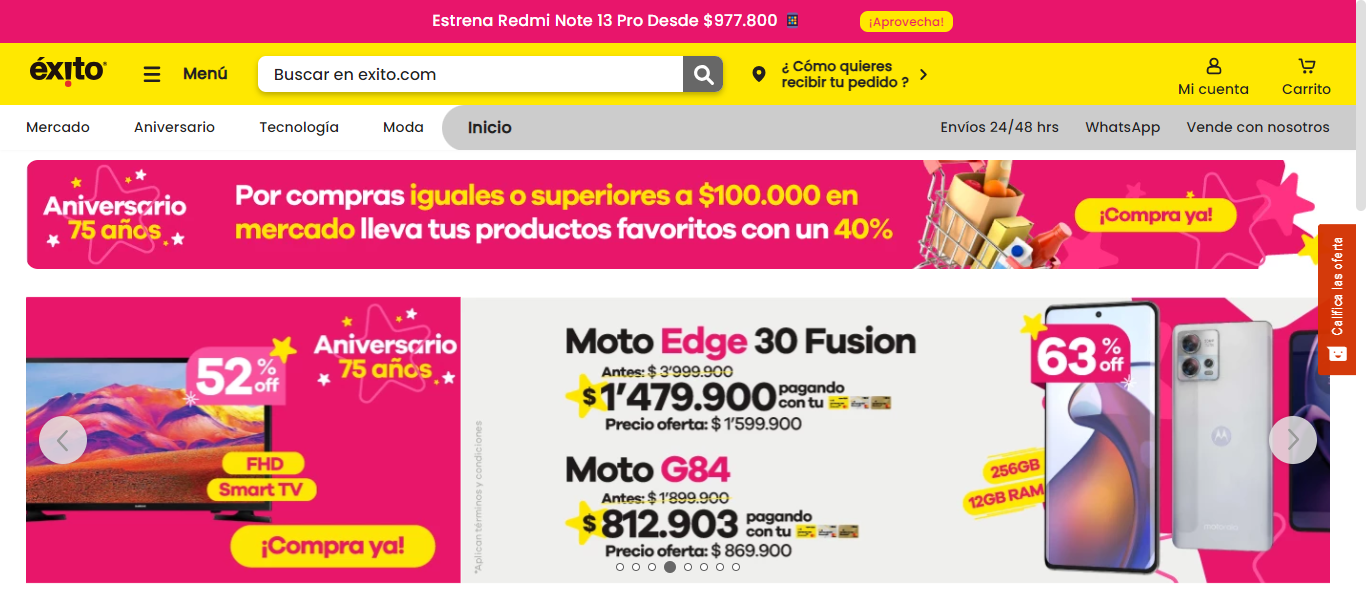 Estrena Redmi Note 13 Pro Desde $977.800
¡Aprovecha!
éxito
Menú
Buscar en exito.com
¿ Cómo quieres
recibir tu pedido ?
Mi cuenta
Carrito
Mercado
Aniversario
Tecnología
Moda
Inicio
Envíos 24/48 hrs
WhatsApp
Vende con nosotros
Aniversario
75 años
Por compras iguales o superiores a $100.000 en
mercado lleva tus productos favoritos con un 40%
¡Compra ya!
Califica las oferta
52% off
Aniversario
75 años
FHD
Smart TV
¡Compra ya!
*Aplican términos y condiciones
Moto Edge 30 Fusion
Antes: $ 3'999.900
$1'479.900 pagando
con tu
Precio oferta: $ 1'599.900
Moto G84
Antes: $ 1'899.900
$812.903 pagando
con tu
Precio oferta: $ 869.900
63% off
256GB
12GB RAM